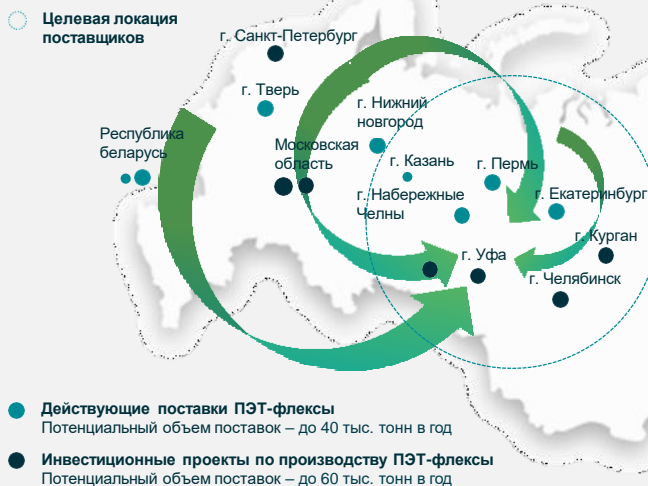 Целевая локация
поставщиков
г. Санкт-Петербург
г. Тверь
г. Нижний
новгород
Республика
беларусь
Московская
область
г. Казань
г. Пермь
г. Набережные
Челны
г. Екатеринбург
г. Курган
г. Уфа
г. Челябинск
Действующие поставки ПЭТ-флексы
Потенциальный объем поставок – до 40 тыс. тонн в год
Инвестиционные проекты по производству ПЭТ-флексы
Потенциальный объем поставок – до 60 тыс. тонн в год